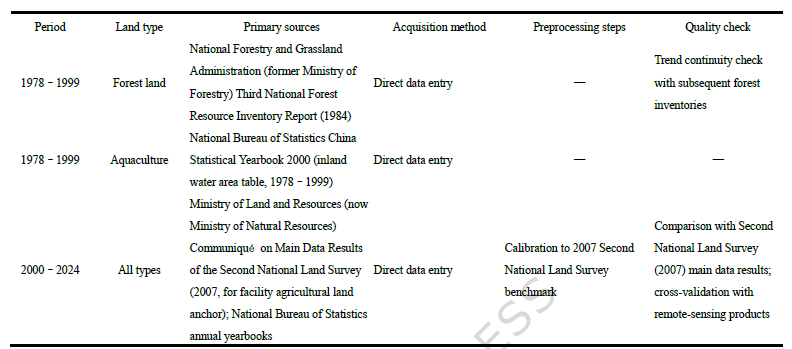 Period Land type Primary sources Acquisition method Preprocessing steps Quality check
1978－1999
Forest land
National Forestry and Grassland
Administration (former Ministry of
Forestry) Third National Forest
Resource Inventory Report (1984)
Direct data entry
—
Trend continuity check
with subsequent forest
inventories
1978－1999
Aquaculture
National Bureau of Statistics China
Statistical Yearbook 2000 (inland
water area table, 1978－1999)
Direct data entry
—
—
2000－2024
All types
Ministry of Land and Resources (now
Ministry of Natural Resources)
Communiqué on Main Data Results
of the Second National Land Survey
(2007, for facility agricultural land
anchor); National Bureau of Statistics
annual yearbooks
Direct data entry
Calibration to 2007 Second
National Land Survey
benchmark
Comparison with Second
National Land Survey
(2007) main data results;
cross-validation with
remote-sensing products
ESS